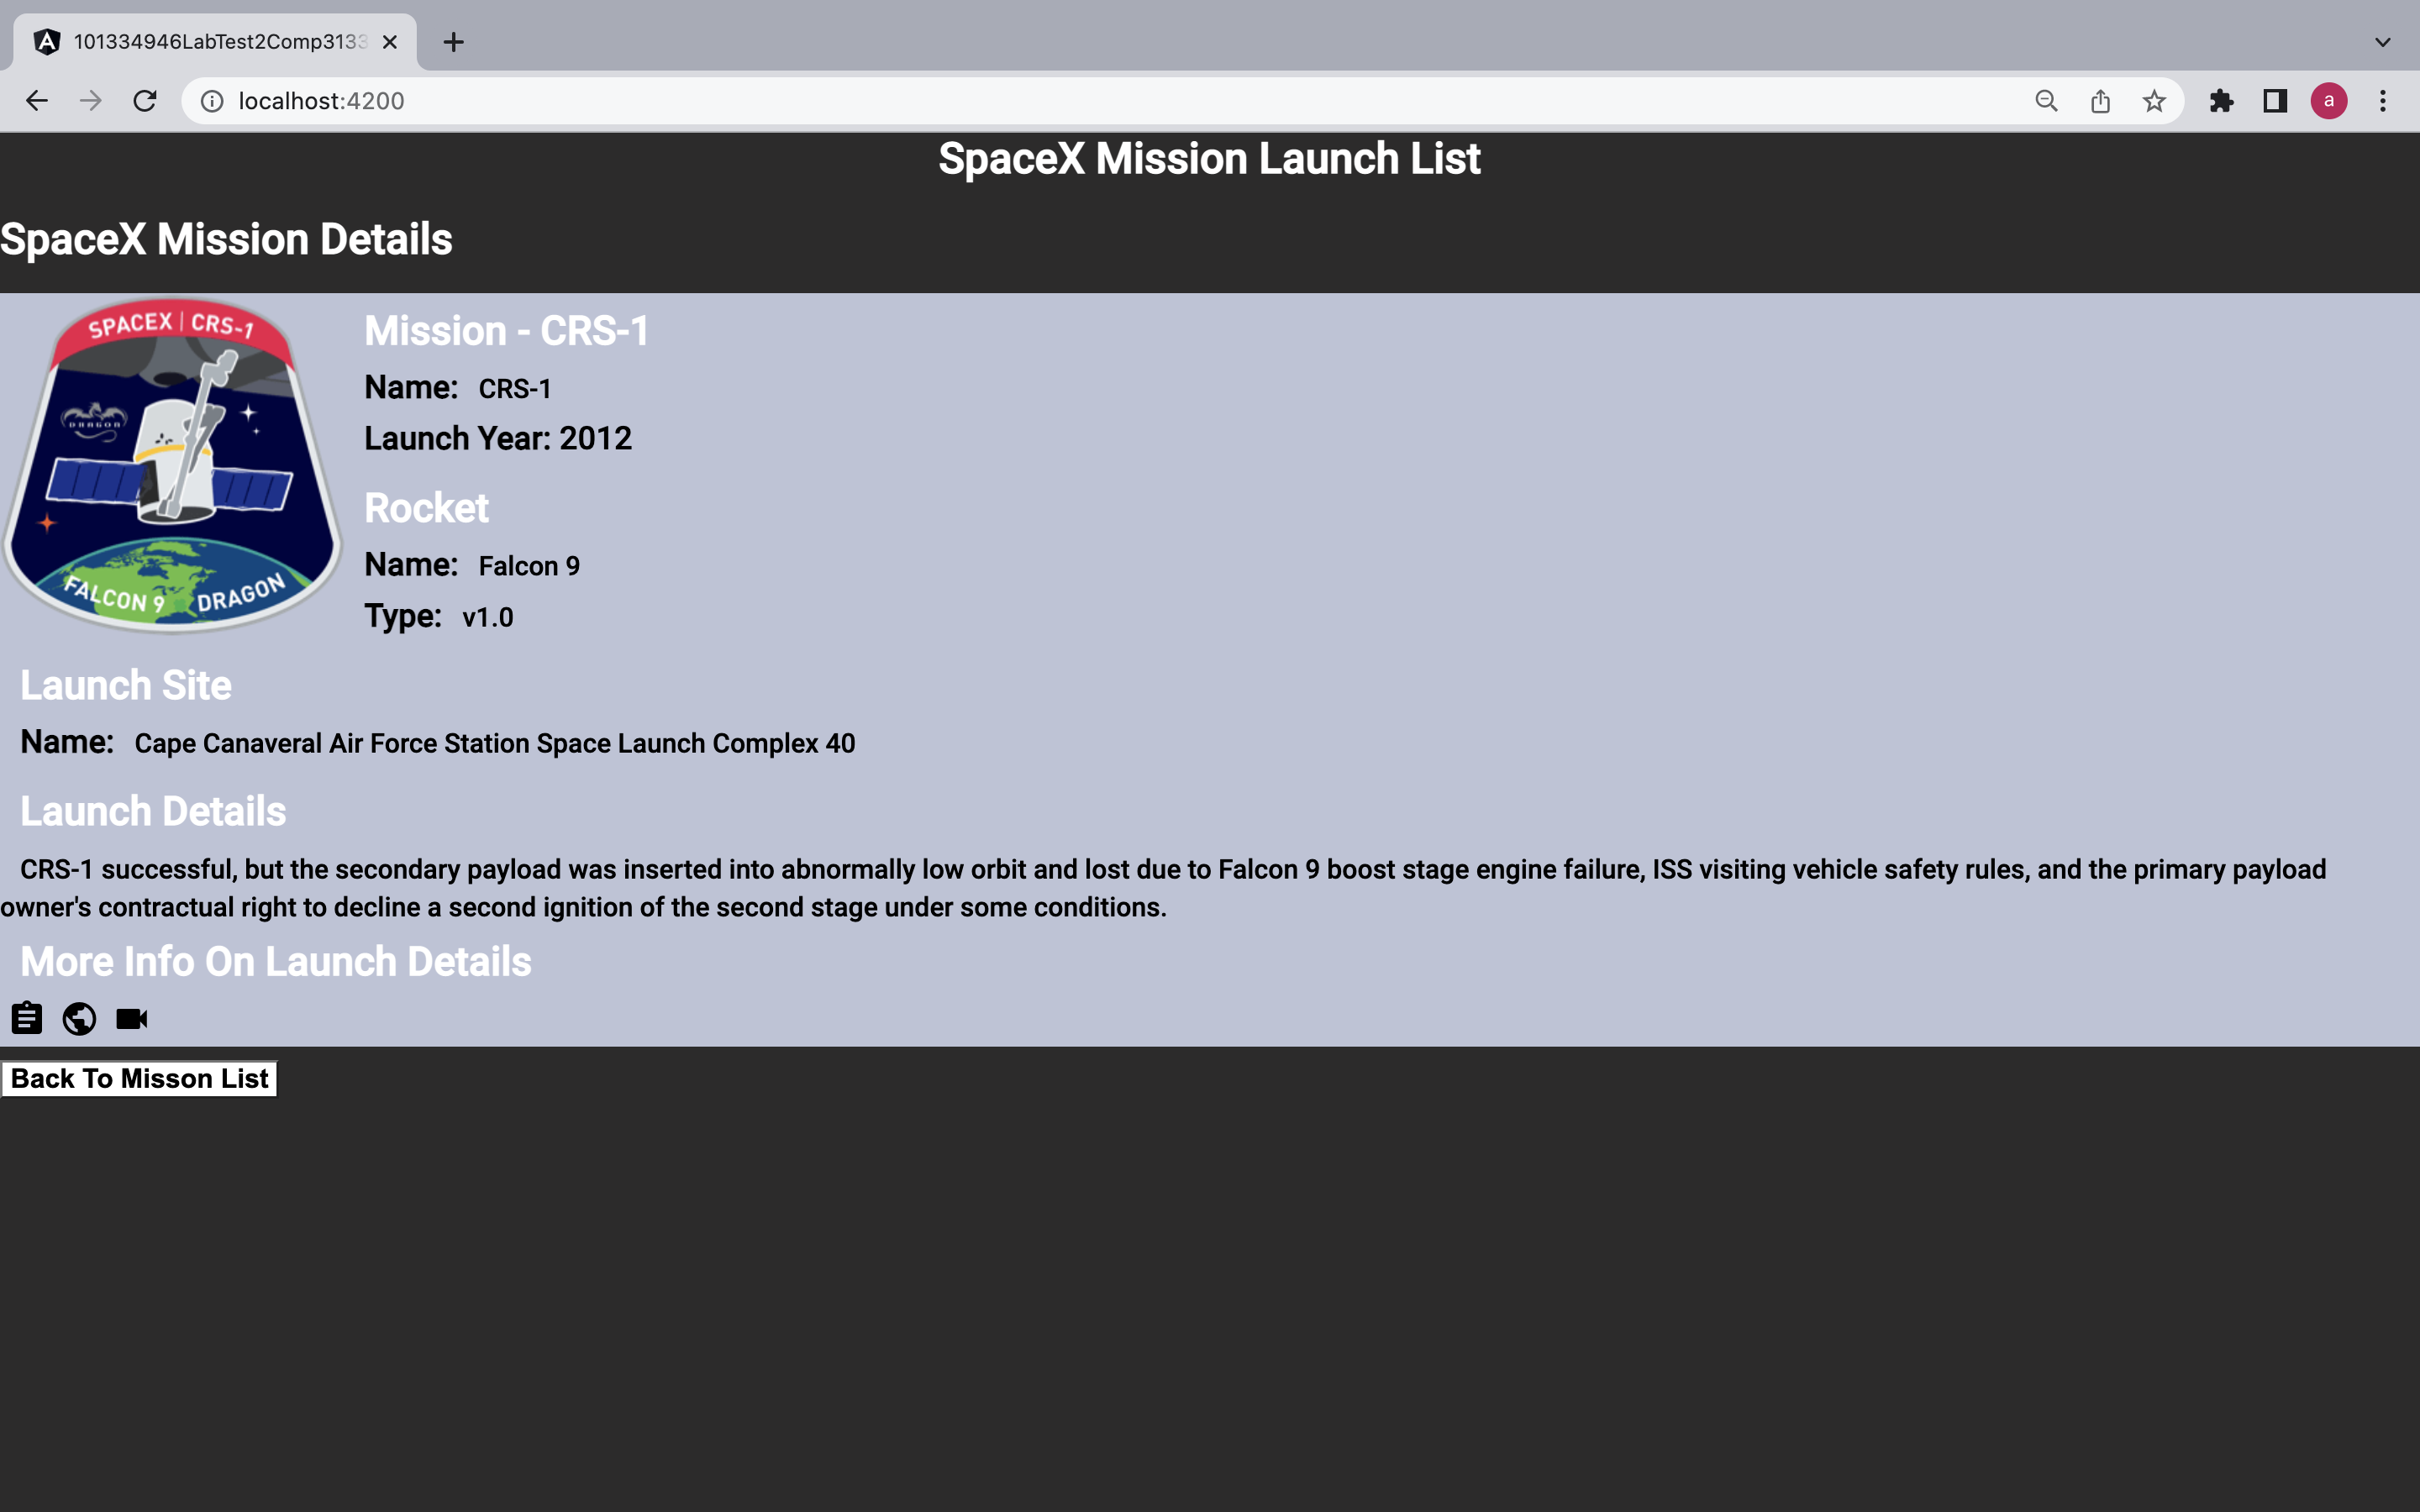 101334946LabTest2Comp3133
localhost:4200
a
SpaceX Mission Launch List
SpaceX Mission Details
SPACEX | CRS-1
DRAGON
FALCON 9 DRAGON
Mission - CRS-1
Name: CRS-1
Launch Year: 2012
Rocket
Name: Falcon 9
Type: v1.0
Launch Site
Name: Cape Canaveral Air Force Station Space Launch Complex 40
Launch Details
CRS-1 successful, but the secondary payload was inserted into abnormally low orbit and lost due to Falcon 9 boost stage engine failure, ISS visiting vehicle safety rules, and the primary payload
owner's contractual right to decline a second ignition of the second stage under some conditions.
More Info On Launch Details
Back To Misson List